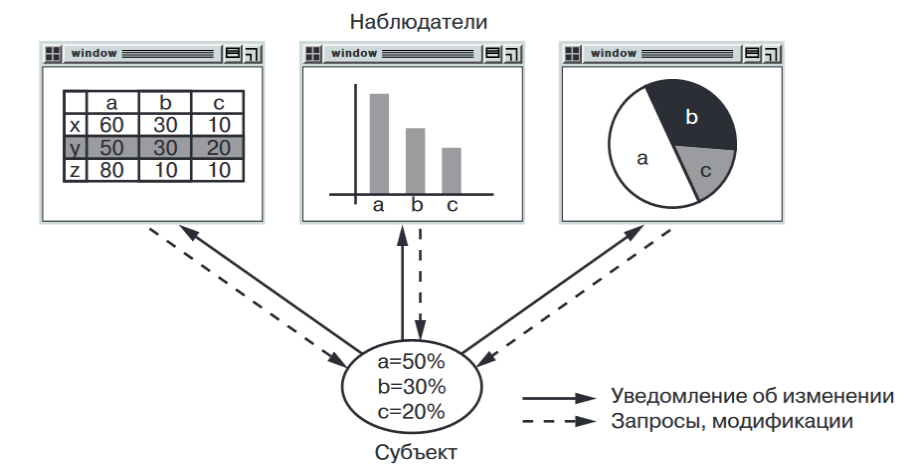 Наблюдатели
window
window
window
a b c
x 60 30 10
y 50 30 20
z 80 10 10
a b c
b
a
c
a=50%
b=30%
c=20%
Субъект
Уведомление об изменении
Запросы, модификации